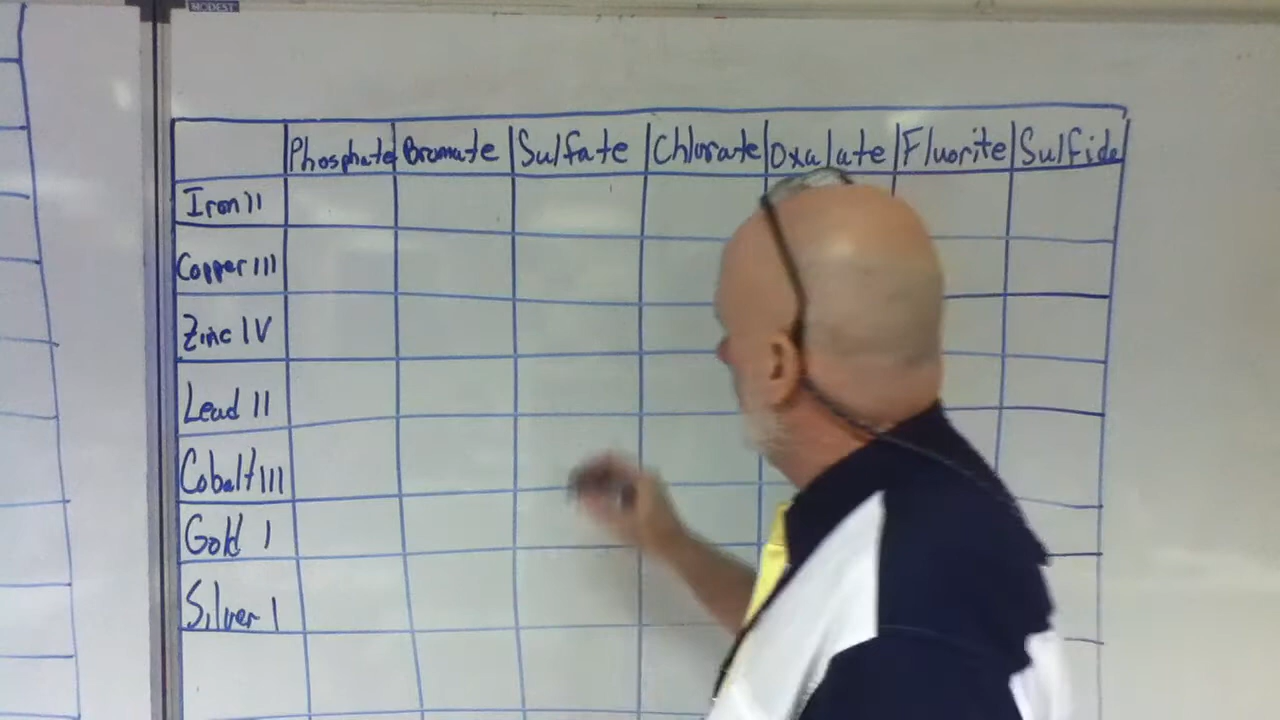 MODEST
Phosphate Bromate Sulfate Chlorate Oxalate Fluorite Sulfide
Iron II
Copper III
Zinc IV
Lead II
Cobalt III
Gold I
Silver I